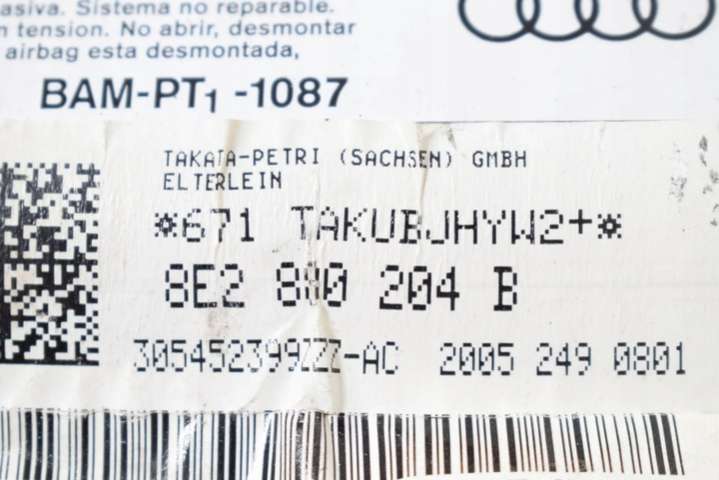 asiva. Sistema no reparable.
n tension. No abrir, desmontar
airbag esta desmontada,
BAM-PT1 -1087
TAKATA-PETRI (SACHSEN) GMBH
ELTERLEIN
*671 TAKUBJHYW2+*
8E2 880 204 B
305452399ZZZ-AC 2005 249 0801